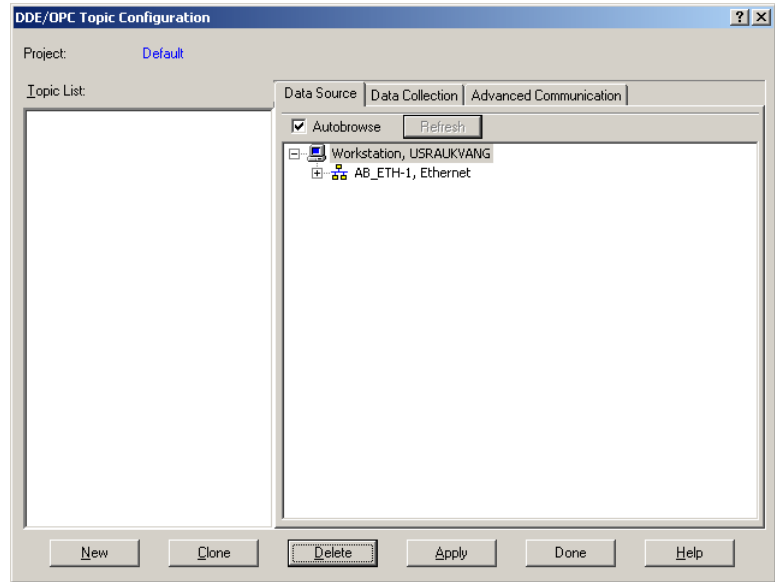 DDE/OPC Topic Configuration
Project: Default
Topic List:
Data Source Data Collection Advanced Communication
Autobrowse Refresh
Workstation, USRAUKVANG
AB_ETH-1, Ethernet
New Clone Delete Apply Done Help